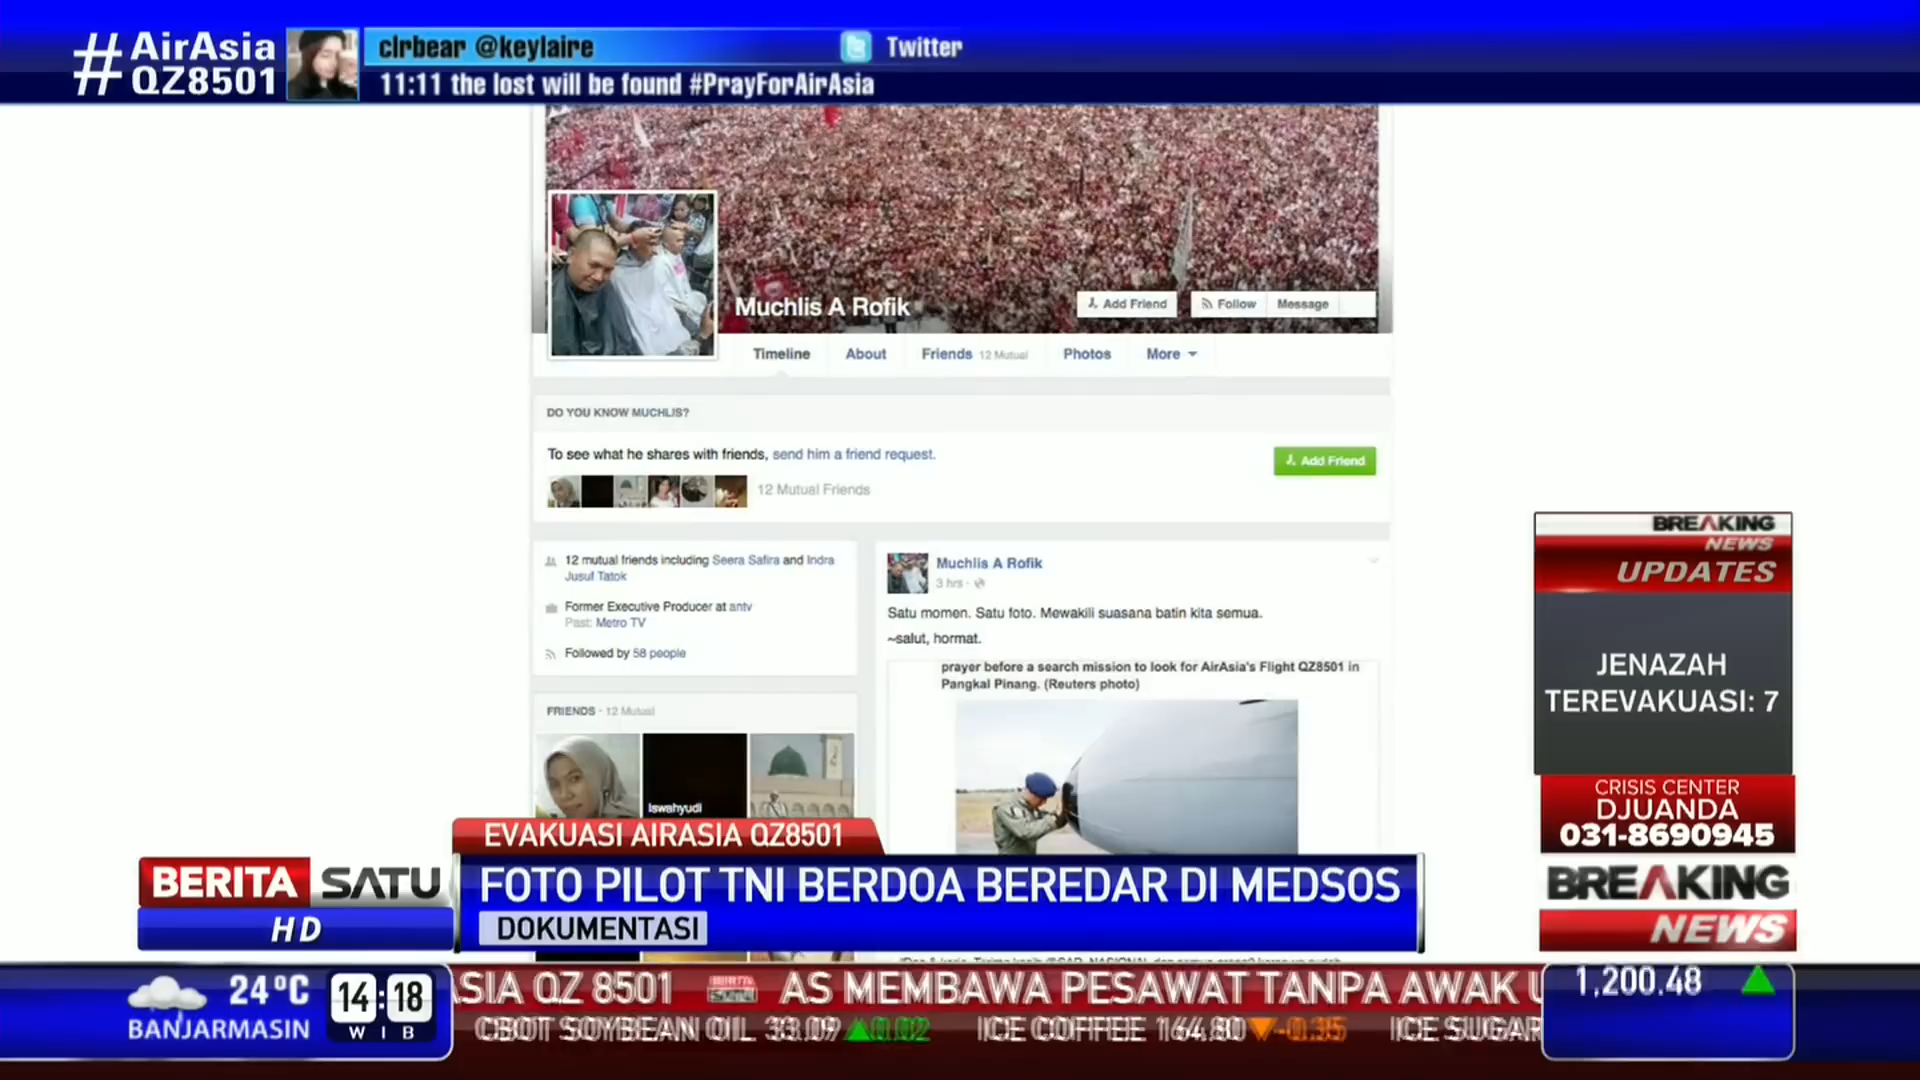 #AirAsia
QZ8501
clrbear @keylaire
Twitter
11:11 the lost will be found #PrayForAirAsia
Muchlis A Rofik
Add Friend
Follow
Message
Timeline
About
Friends 12 Mutual
Photos
More
DO YOU KNOW MUCHLIS?
To see what he shares with friends, send him a friend request.
Add Friend
12 Mutual Friends
12 mutual friends including Seera Safira and Indra
Jusuf Tatok
Former Executive Producer at antv
Past: Metro TV
Followed by 58 people
FRIENDS · 12 Mutual
Iswahyudi
Muchlis A Rofik
3 hrs ·
Satu momen. Satu foto. Mewakili suasana batin kita semua.
~salut, hormat.
prayer before a search mission to look for AirAsia's Flight QZ8501 in
Pangkal Pinang. (Reuters photo)
BREAKING
NEWS
UPDATES
JENAZAH
TEREVAKUASI: 7
CRISIS CENTER
DJUANDA
031-8690945
BREAKING
NEWS
EVAKUASI AIRASIA QZ8501
BERITA SATU
HD
FOTO PILOT TNI BERDOA BEREDAR DI MEDSOS
DOKUMENTASI
24°C
BANJARMASIN
14:18
WIB
ASIA QZ 8501 BERITA SATU AS MEMBAWA PESAWAT TANPA AWAK
CBOT SOYBEAN OIL 33.09 0.02 ICE COFFEE 164.80 -0.35 ICE SUGAR
1,200.48